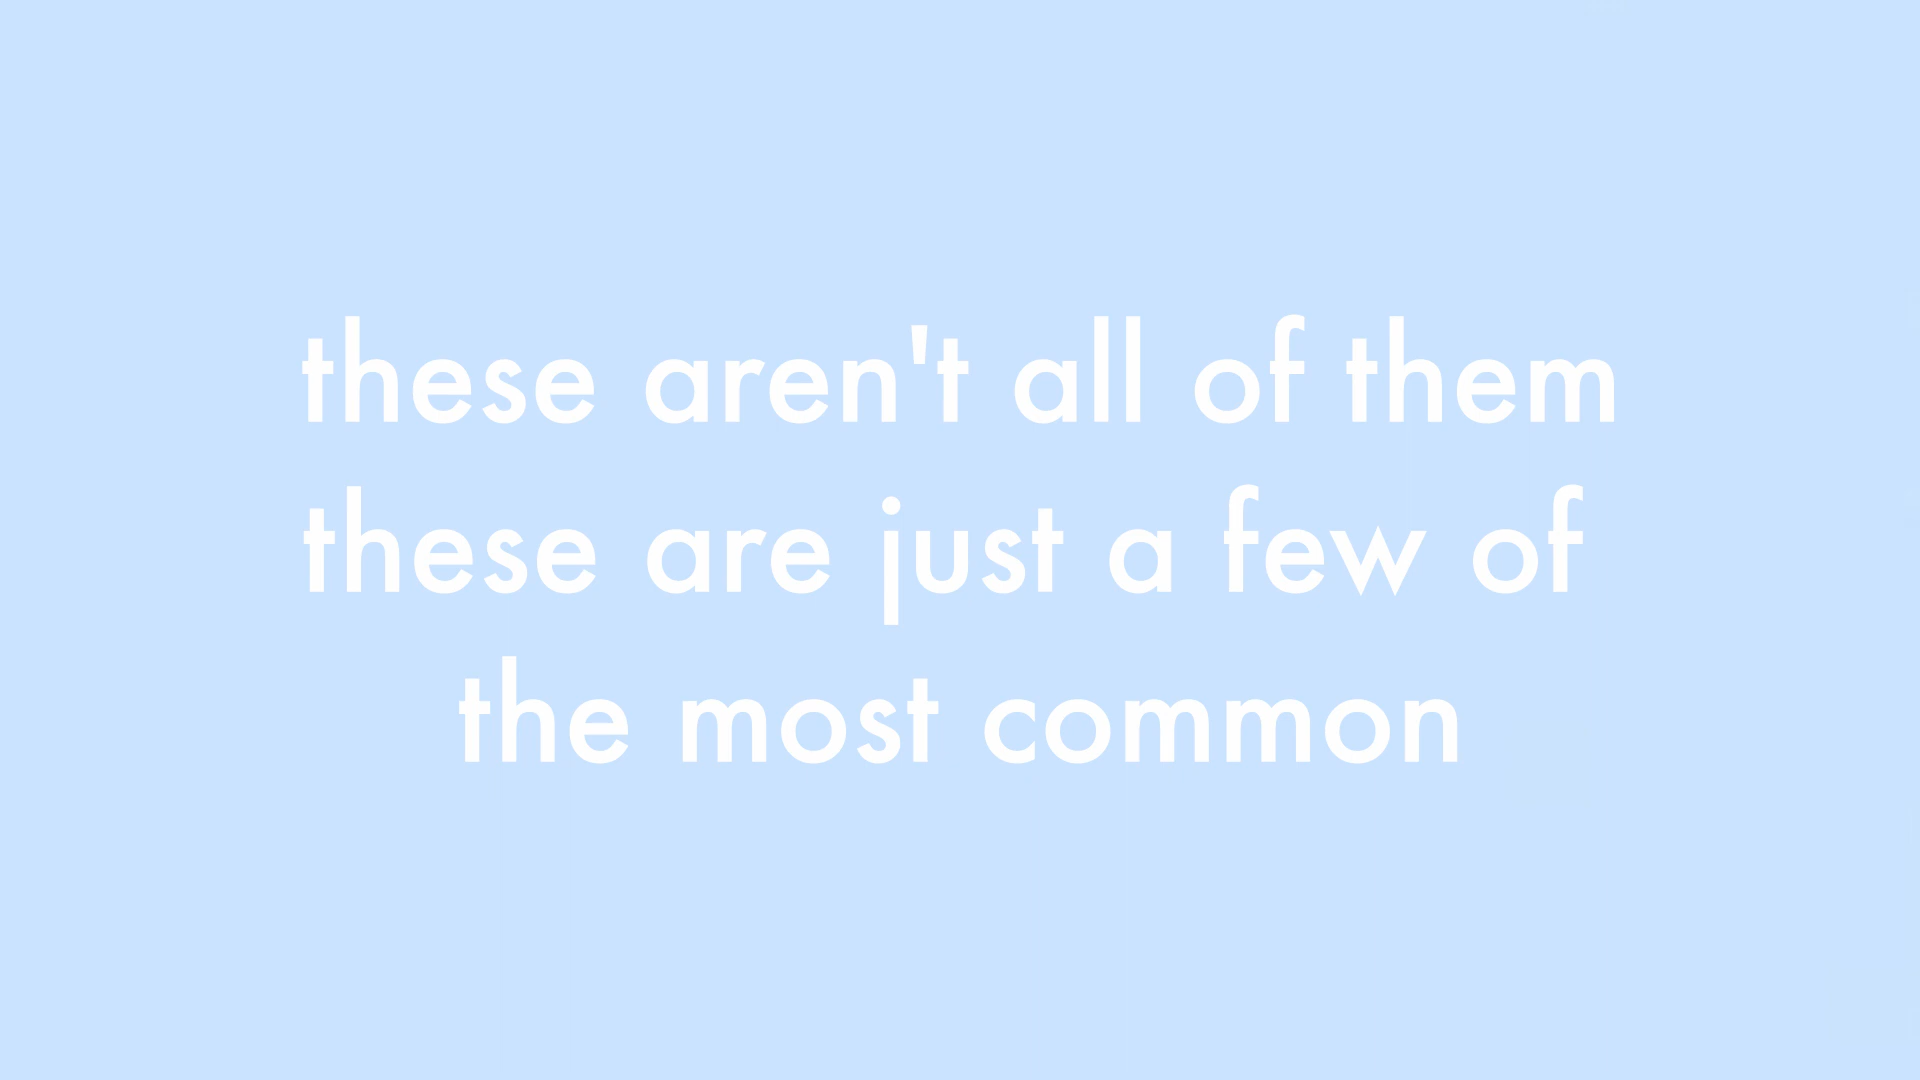 these aren't all of them
these are just a few of
the most common